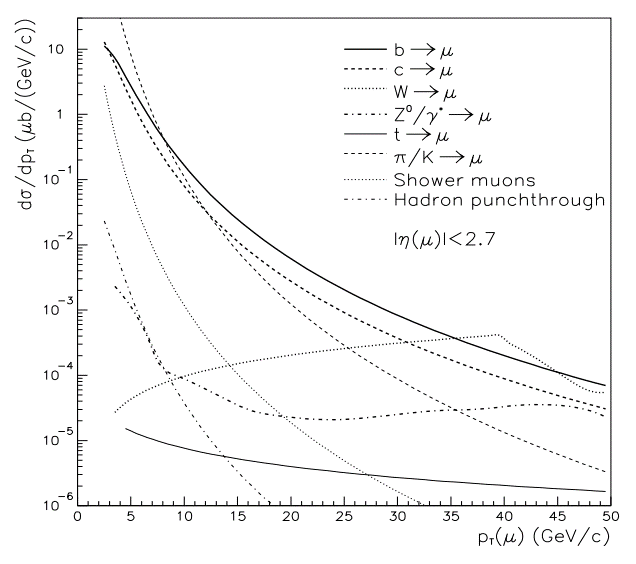 dσ/dp_T (μb/(GeV/c))
10
1
10^-1
10^-2
10^-3
10^-4
10^-5
10^-6
b → μ
c → μ
W → μ
Z^0/γ^* → μ
t → μ
π/K → μ
Shower muons
Hadron punchthrough
|η(μ)|<2.7
0 5 10 15 20 25 30 35 40 45 50
p_T(μ) (GeV/c)